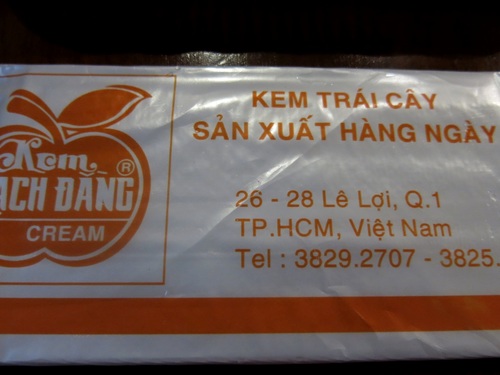 Kem
ẠCH ĐẰNG ®
CREAM
KEM TRÁI CÂY
SẢN XUẤT HÀNG NGÀY
26 - 28 Lê Lợi, Q.1
TP.HCM, Việt Nam
Tel : 3829.2707 - 3825.